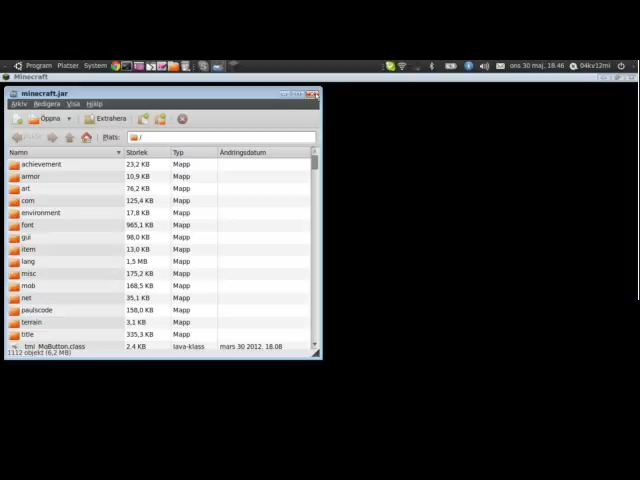 Program Platser System ons 30 maj, 18.46 04kv12mi
Minecraft
minecraft.jar
Arkiv Redigera Visa Hjälp
Öppna Extrahera
Plats: /
Namn Storlek Typ Ändringsdatum
achievement 23,2 KB Mapp
armor 10,9 KB Mapp
art 76,2 KB Mapp
com 125,4 KB Mapp
environment 17,8 KB Mapp
font 965,1 KB Mapp
gui 98,0 KB Mapp
item 13,0 KB Mapp
lang 1,5 MB Mapp
misc 175,2 KB Mapp
mob 168,5 KB Mapp
net 35,1 KB Mapp
paulscode 158,0 KB Mapp
terrain 3,1 KB Mapp
title 335,3 KB Mapp
tmi_MoButton.class 2,4 KB Java-klass mars 30 2012, 18.08
1112 objekt (6,2 MB)